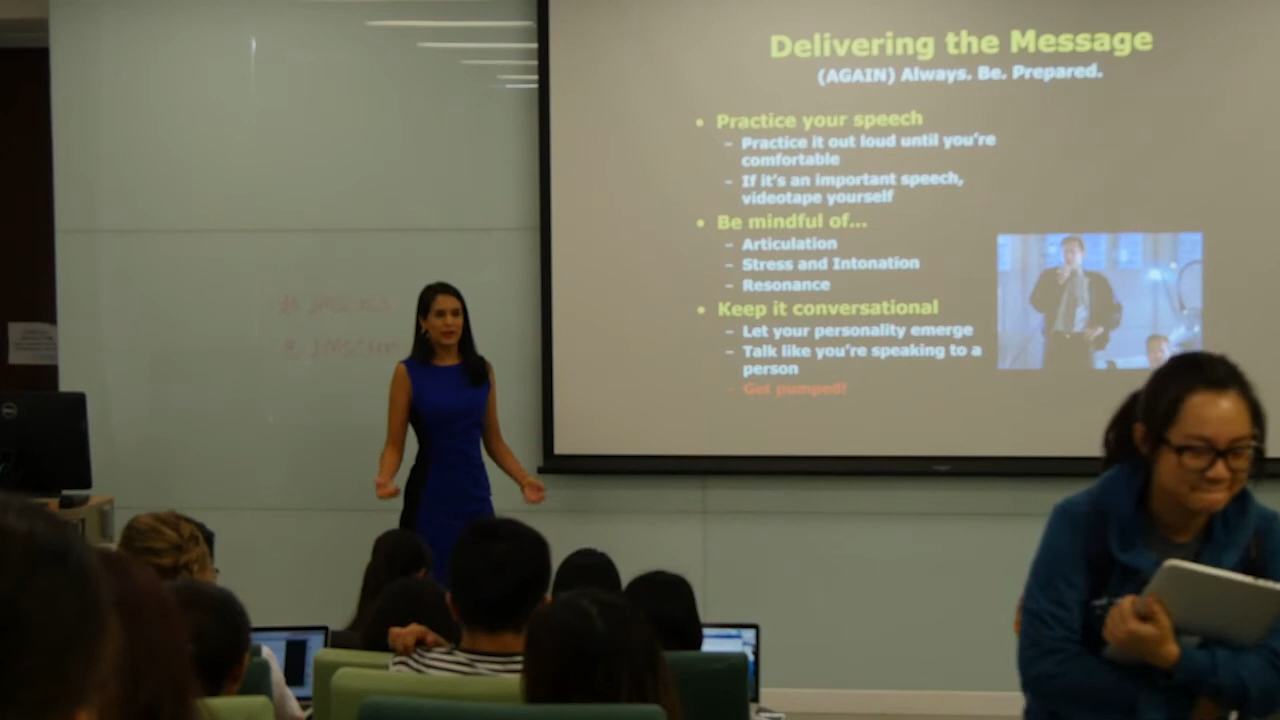 Delivering the Message
(AGAIN) Always. Be. Prepared.
• Practice your speech
– Practice it out loud until you're
comfortable
– If it's an important speech,
videotape yourself
• Be mindful of...
– Articulation
– Stress and Intonation
– Resonance
• Keep it conversational
– Let your personality emerge
– Talk like you're speaking to a
person
– Get pumped!
DELL